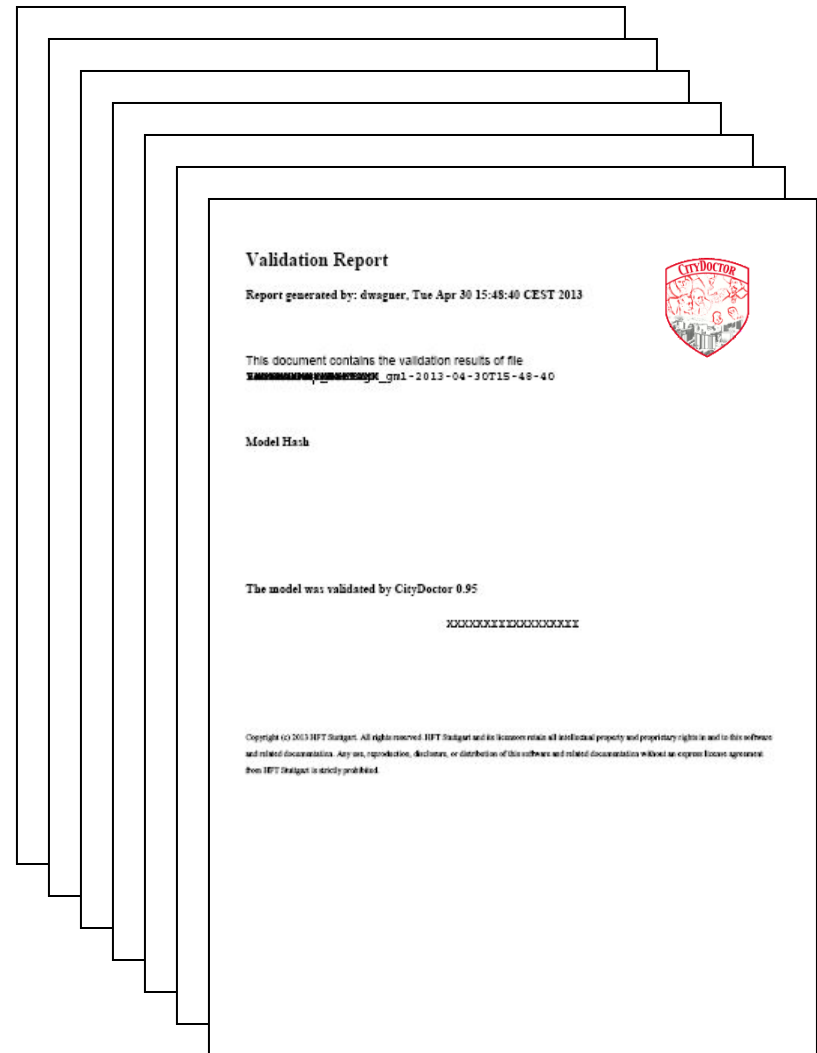 Validation Report
CITYDOCTOR
Report generated by: dwagner, Tue Apr 30 15:48:40 CEST 2013
This document contains the validation results of file
_gml-2013-04-30T15-48-40
Model Hash
The model was validated by CityDoctor 0.95
XXXXXXXXXXXXXXXXXX
Copyright (c) 2013 HFT Stuttgart. All rights reserved. HFT Stuttgart and its licensors retain all intellectual property and proprietary rights in and to this software
and related documentation. Any use, reproduction, disclosure, or distribution of this software and related documentation without an express license agreement
from HFT Stuttgart is strictly prohibited.